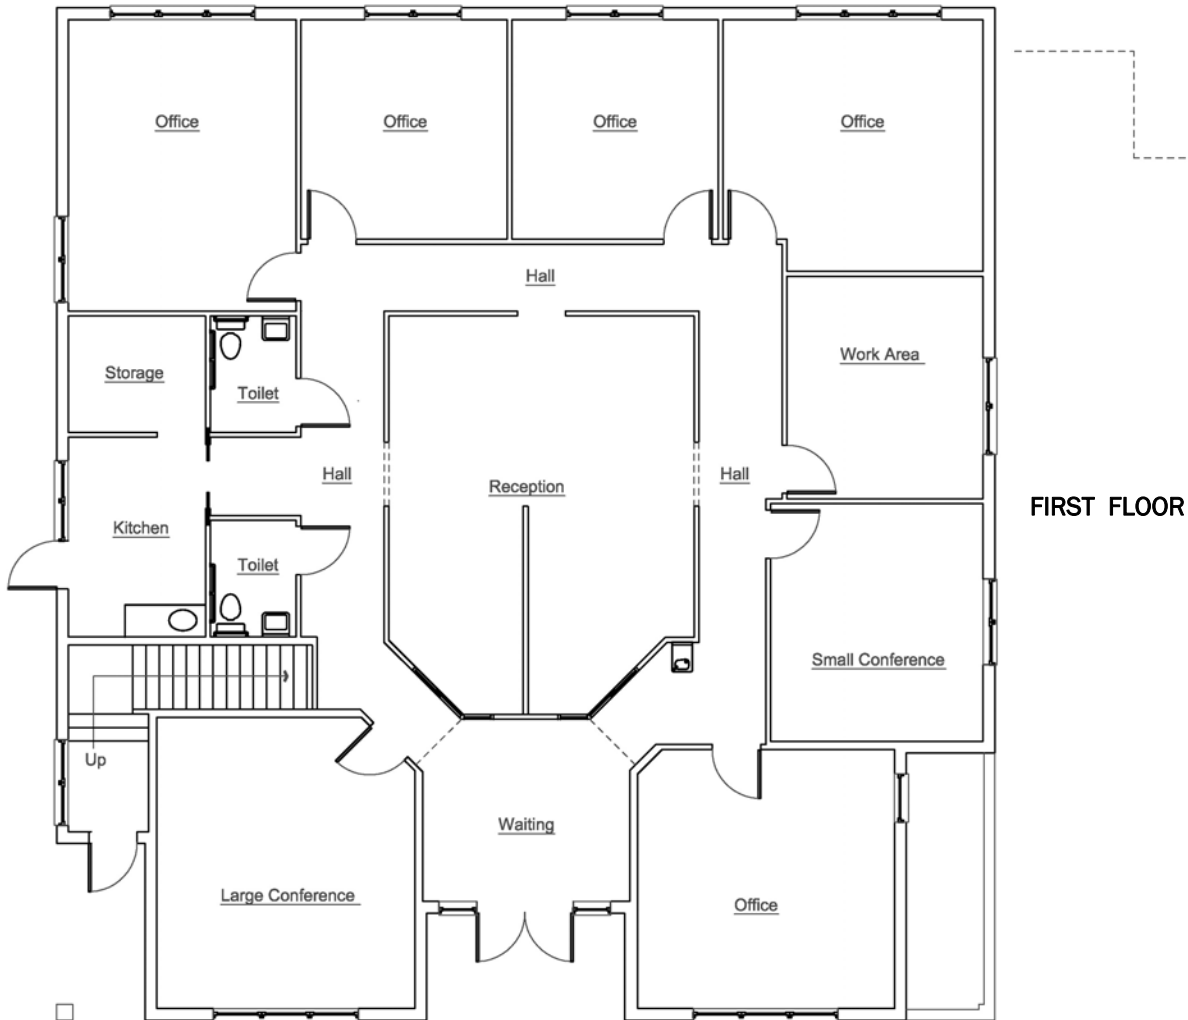 Office
Office
Office
Office
Hall
Work Area
Storage
Toilet
Hall
Hall
Reception
FIRST FLOOR
Kitchen
Toilet
Small Conference
Up
Waiting
Large Conference
Office